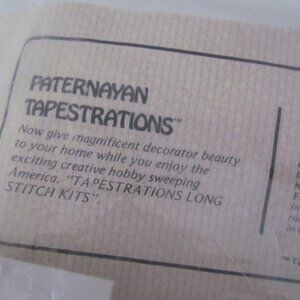 PATERNAYAN
TAPESTRATIONS™
Now give magnificent decorator beauty
to your home while you enjoy the
exciting creative hobby sweeping
America. "TAPESTRATIONS LONG
STITCH KITS".